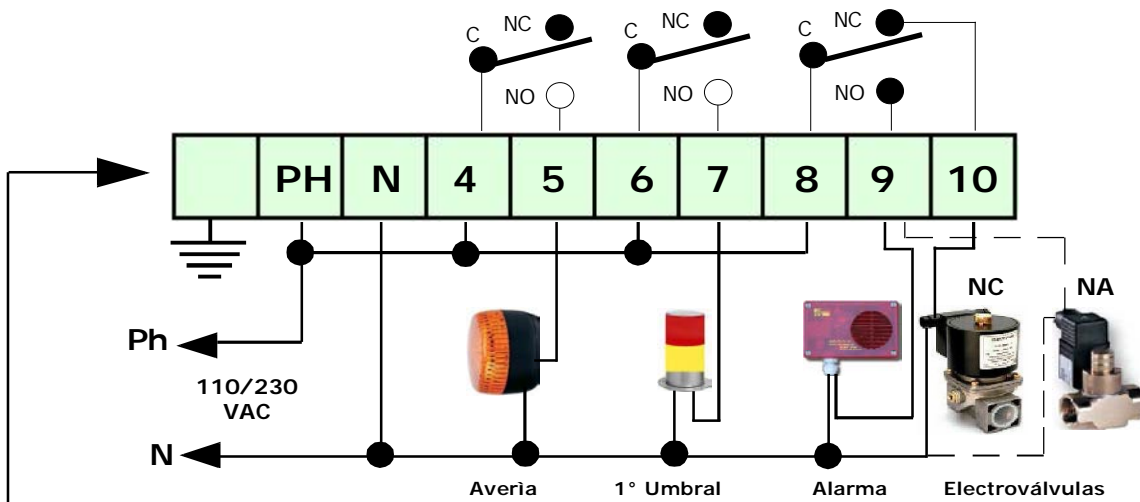 C NC C NC C NC
NO NO NO
PH N 4 5 6 7 8 9 10
NC NA
Ph
110/230
VAC
N
Averìa 1° Umbral Alarma Electroválvulas